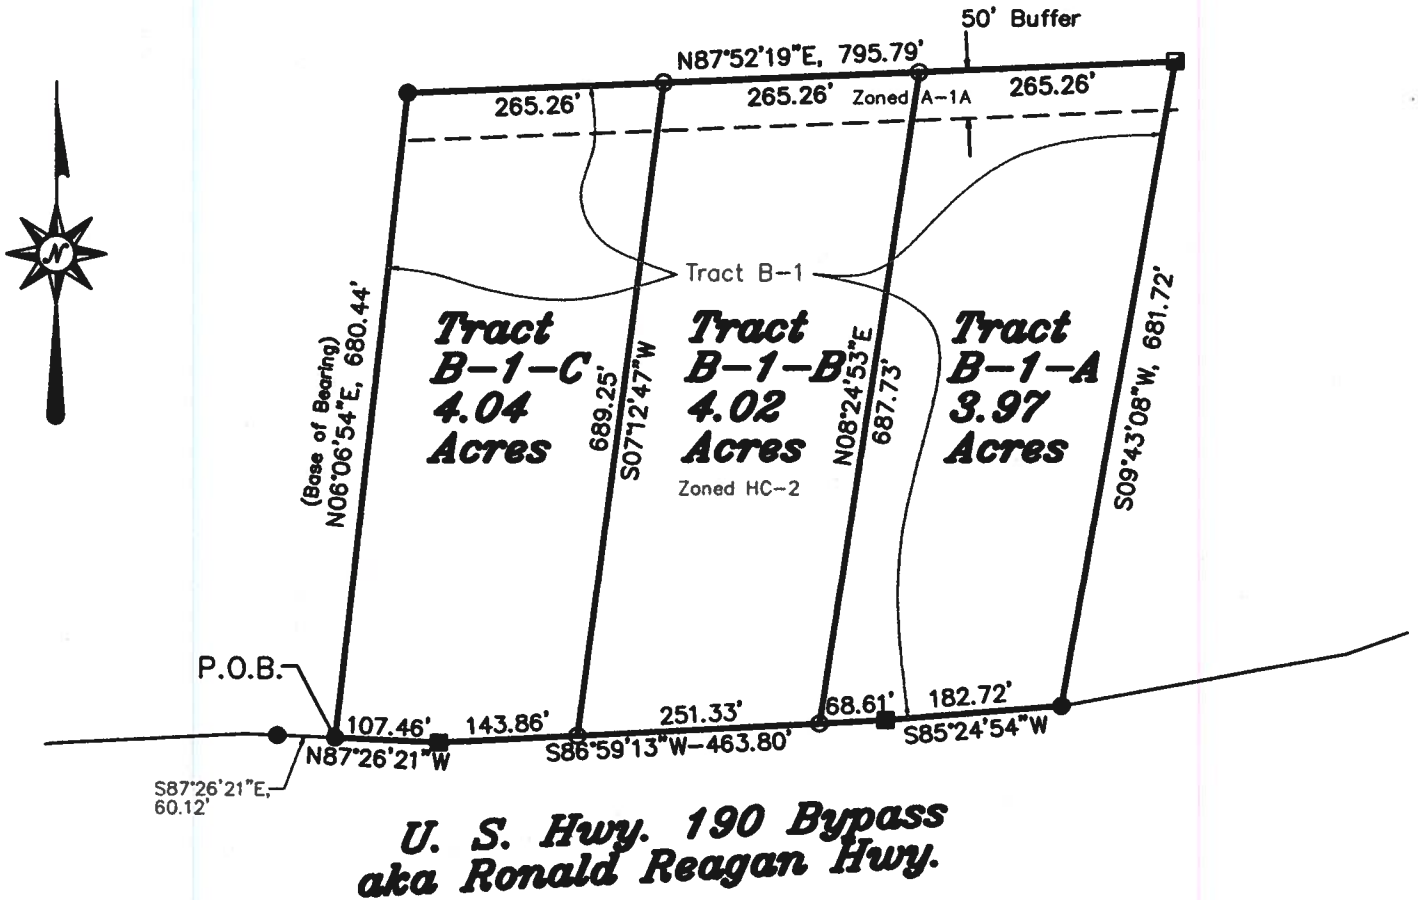 50' Buffer
N87°52'19"E, 795.79'
265.26'
265.26'
Zoned A-1A
265.26'
N
Tract B-1
(Base of Bearing)
N06°06'54"E, 680.44'
Tract
B-1-C
4.04
Acres
689.25'
S07°12'47"W
Tract
B-1-B
4.02
Acres
Zoned HC-2
N08°24'53"E
687.73'
Tract
B-1-A
3.97
Acres
S09°43'08"W, 681.72'
P.O.B.
107.46'
143.86'
251.33'
68.61'
182.72'
N87°26'21"W
S86°59'13"W-463.80'
S85°24'54"W
S87°26'21"E,
60.12'
U. S. Hwy. 190 Bypass
aka Ronald Reagan Hwy.